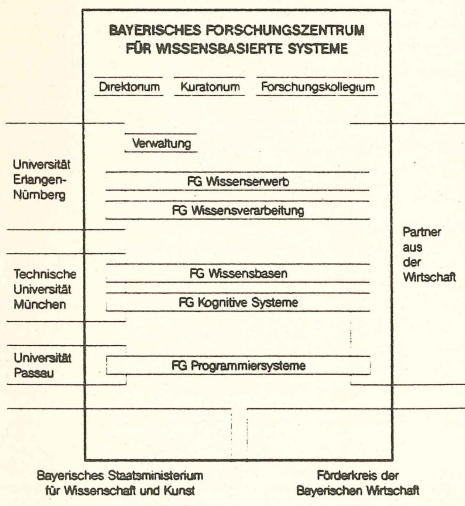 BAYERISCHES FORSCHUNGSZENTRUM
FÜR WISSENSBASIERTE SYSTEME
Direktorium Kuratorium Forschungskollegium
Verwaltung
Universität
Erlangen-
Nürnberg
FG Wissenserwerb
FG Wissensverarbeitung
Partner
aus
der
Wirtschaft
Technische
Universität
München
FG Wissensbasen
FG Kognitive Systeme
Universität
Passau
FG Programmiersysteme
Bayerisches Staatsministerium
für Wissenschaft und Kunst
Förderkreis der
Bayerischen Wirtschaft